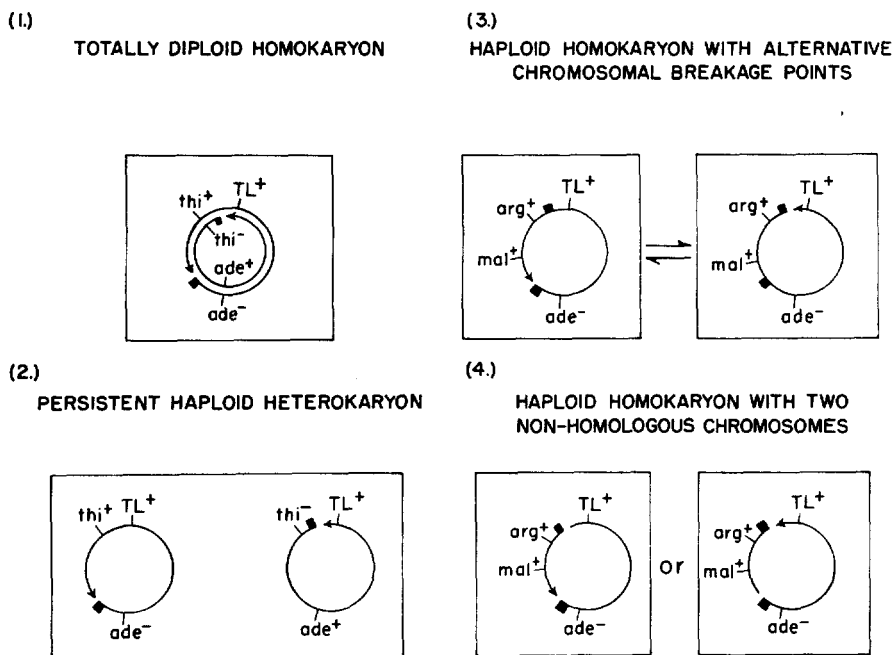 (1.)
TOTALLY DIPLOID HOMOKARYON
thi+
TL+
thi-
ade+
ade-
(2.)
PERSISTENT HAPLOID HETEROKARYON
thi+
TL+
ade-
thi-
TL+
ade+
(3.)
HAPLOID HOMOKARYON WITH ALTERNATIVE
CHROMOSOMAL BREAKAGE POINTS
TL+
arg+
mal+
ade-
TL+
arg+
mal+
ade-
(4.)
HAPLOID HOMOKARYON WITH TWO
NON-HOMOLOGOUS CHROMOSOMES
TL+
arg+
mal+
ade-
or
TL+
arg+
mal+
ade-